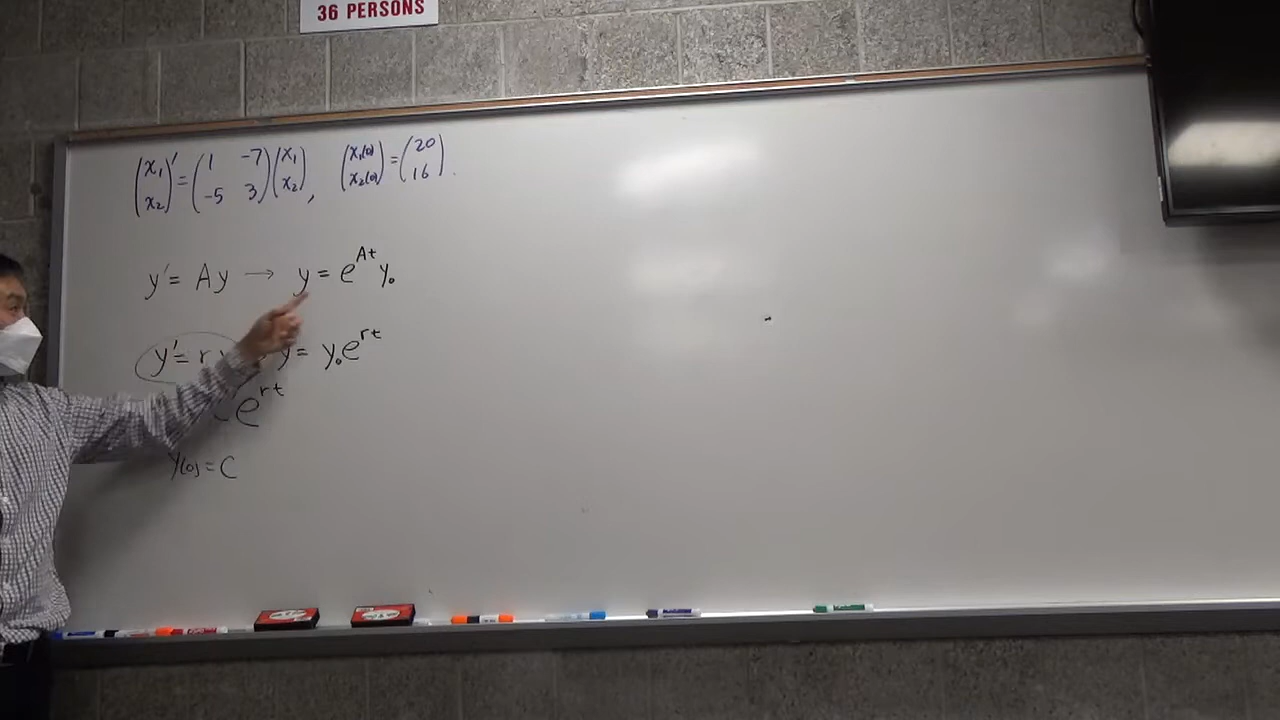 36 PERSONS
(x₁ x₂)' = (1 -7 -5 3)(x₁ x₂), (x₁(0) x₂(0)) = (20 16).
y' = Ay → y = e^{At} y₀
y' = r y = y₀e^{rt}
e^{rt}
y(0) = C